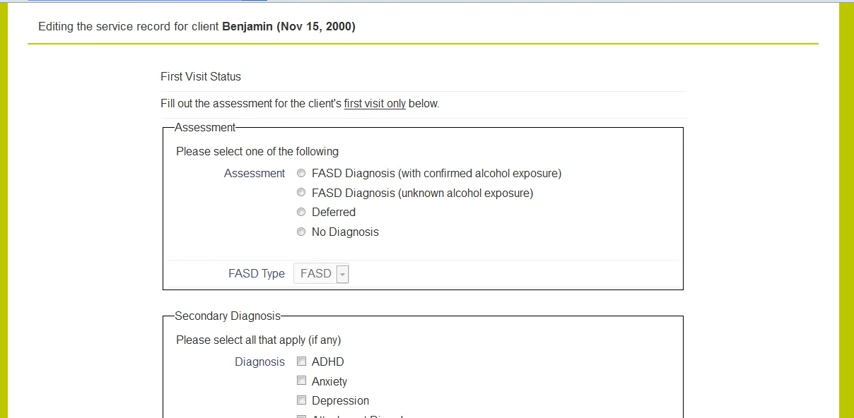 Editing the service record for client Benjamin (Nov 15, 2000)
First Visit Status
Fill out the assessment for the client's first visit only below.
Assessment
Please select one of the following
Assessment FASD Diagnosis (with confirmed alcohol exposure)
FASD Diagnosis (unknown alcohol exposure)
Deferred
No Diagnosis
FASD Type FASD
Secondary Diagnosis
Please select all that apply (if any)
Diagnosis ADHD
Anxiety
Depression